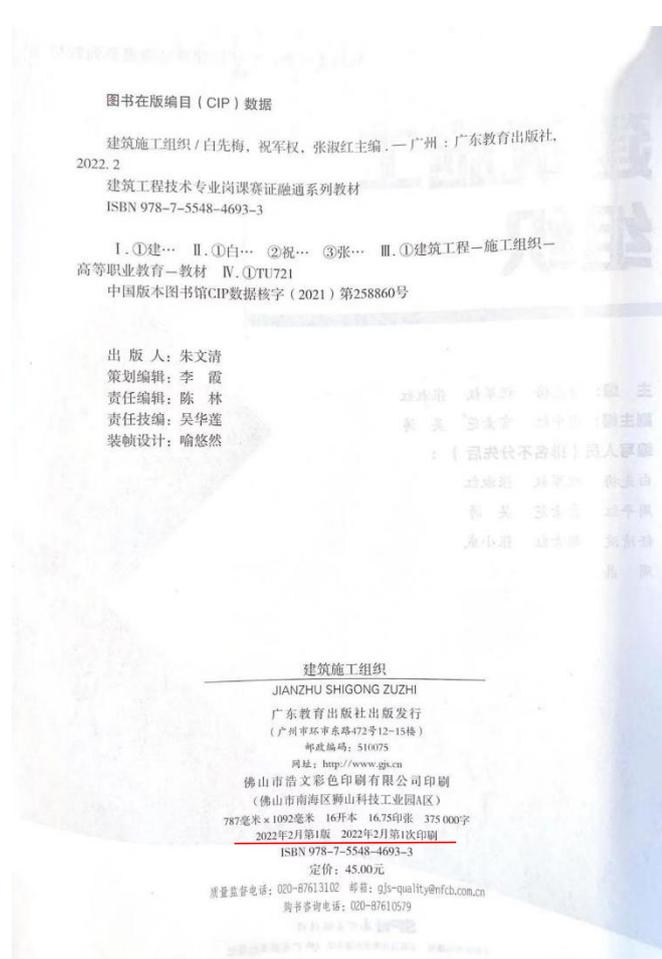 图书在版编目（CIP）数据
建筑施工组织 / 白先梅，祝军权，张淑红主编 . — 广州 ：广东教育出版社，
2022. 2
建筑工程技术专业岗课赛证融通系列教材
ISBN 978-7-5548-4693-3
Ⅰ. ①建… Ⅱ. ①白… ②祝… ③张… Ⅲ. ①建筑工程－施工组织－
高等职业教育－教材 Ⅳ. ①TU721
中国版本图书馆CIP数据核字（2021）第258860号
出 版 人：朱文清
策划编辑：李 霞
责任编辑：陈 林
责任技编：吴华莲
装帧设计：喻悠然
建筑施工组织
JIANZHU SHIGONG ZUZHI
广东教育出版社出版发行
（广州市环市东路472号12-15楼）
邮政编码：510075
网址：http://www.gjs.cn
佛山市浩文彩色印刷有限公司印刷
（佛山市南海区狮山科技工业园A区）
787毫米×1092毫米 16开本 16.75印张 375 000字
2022年2月第1版 2022年2月第1次印刷
ISBN 978-7-5548-4693-3
定价：45.00元
质量监督电话：020-87613102 邮箱：gjs-quality@nfcb.com.cn
购书咨询电话：020-87610579